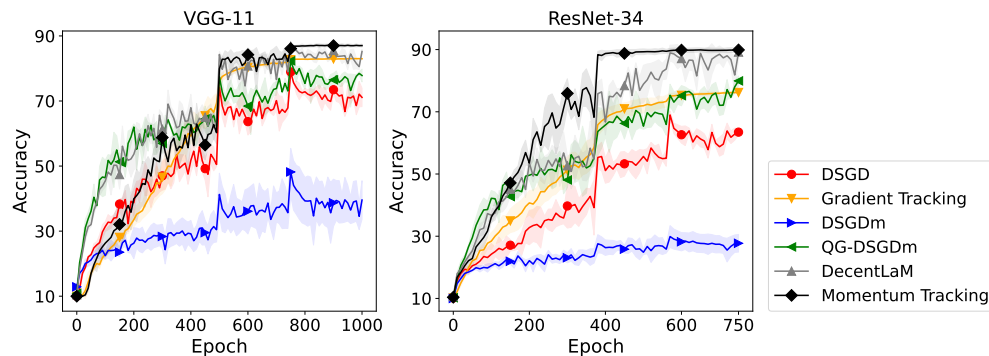 VGG-11
Accuracy
90
70
50
30
10
0
200
400
600
800
1000
Epoch
ResNet-34
Accuracy
90
70
50
30
10
0
200
400
600
750
Epoch
DSGD
Gradient Tracking
DSGDm
QG-DSGDm
DecentLaM
Momentum Tracking